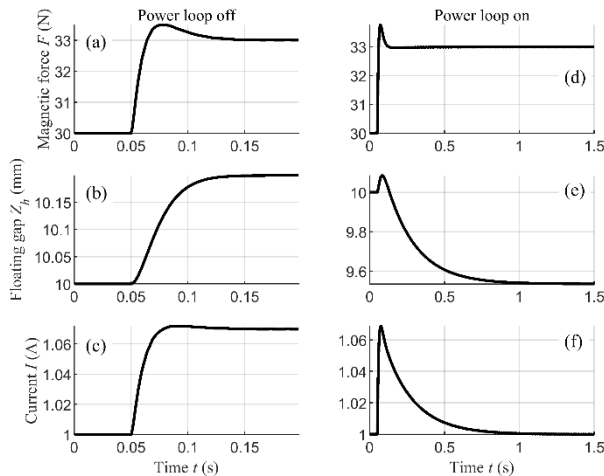 Power loop off
Power loop on
Magnetic force F (N)
33
32
31
30
(a)
0 0.05 0.1 0.15
33
32
31
30
(d)
0 0.5 1 1.5
Floating gap Z_h (mm)
10.15
10.1
10.05
10
(b)
0 0.05 0.1 0.15
10
9.8
9.6
(e)
0 0.5 1 1.5
Current I (A)
1.06
1.04
1.02
1
(c)
0 0.05 0.1 0.15
Time t (s)
1.06
1.04
1.02
1
(f)
0 0.5 1 1.5
Time t (s)